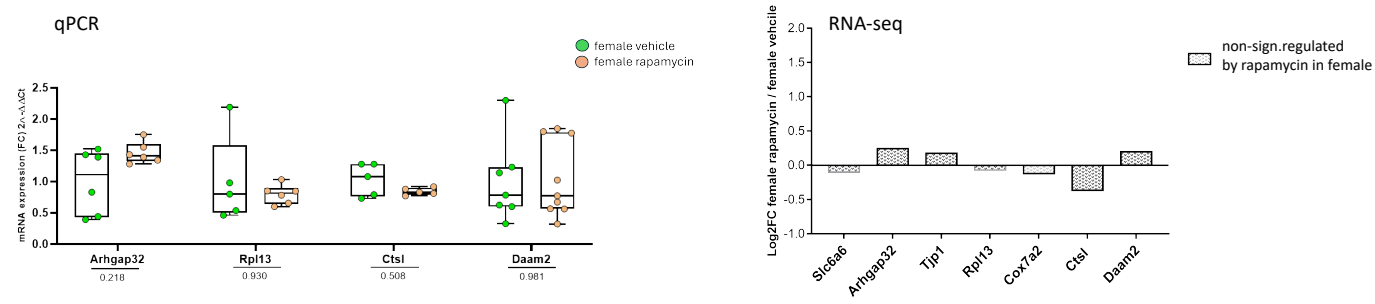 qPCR
female vehicle
female rapamycin
mRNA expression (FC) 2^-Δ.ΔCt
2.5
2.0
1.5
1.0
0.5
0.0
Arhgap32
Rpl13
Ctsl
Daam2
0.218
0.930
0.508
0.981
RNA-seq
non-sign.regulated
by rapamycin in female
Log2FC female rapamycin / female vehcile
2.0
1.5
1.0
0.5
0.0
-0.5
-1.0
Slc6a6
Arhgap32
Tjp1
Rpl13
Cox7a2
Ctsl
Daam2